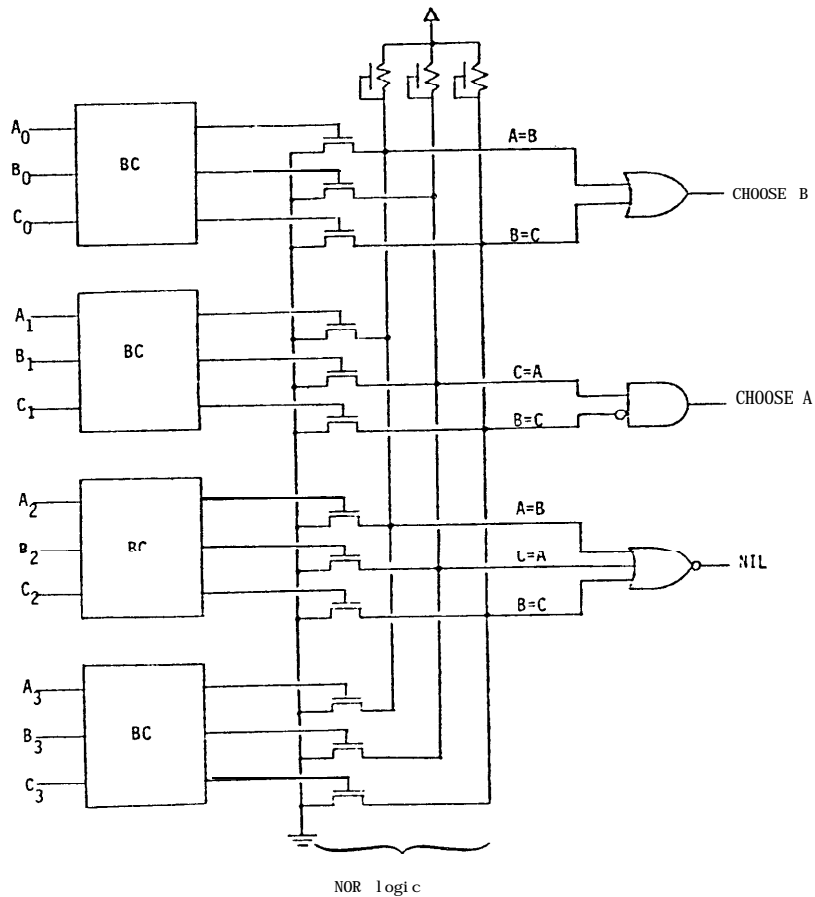 A0
B0
C0
BC
A=B
B=C
CHOOSE B
A1
B1
C1
BC
C=A
B=C
CHOOSE A
A2
B2
C2
BC
A=B
C=A
B=C
NIL
A3
B3
C3
BC
NOR logic